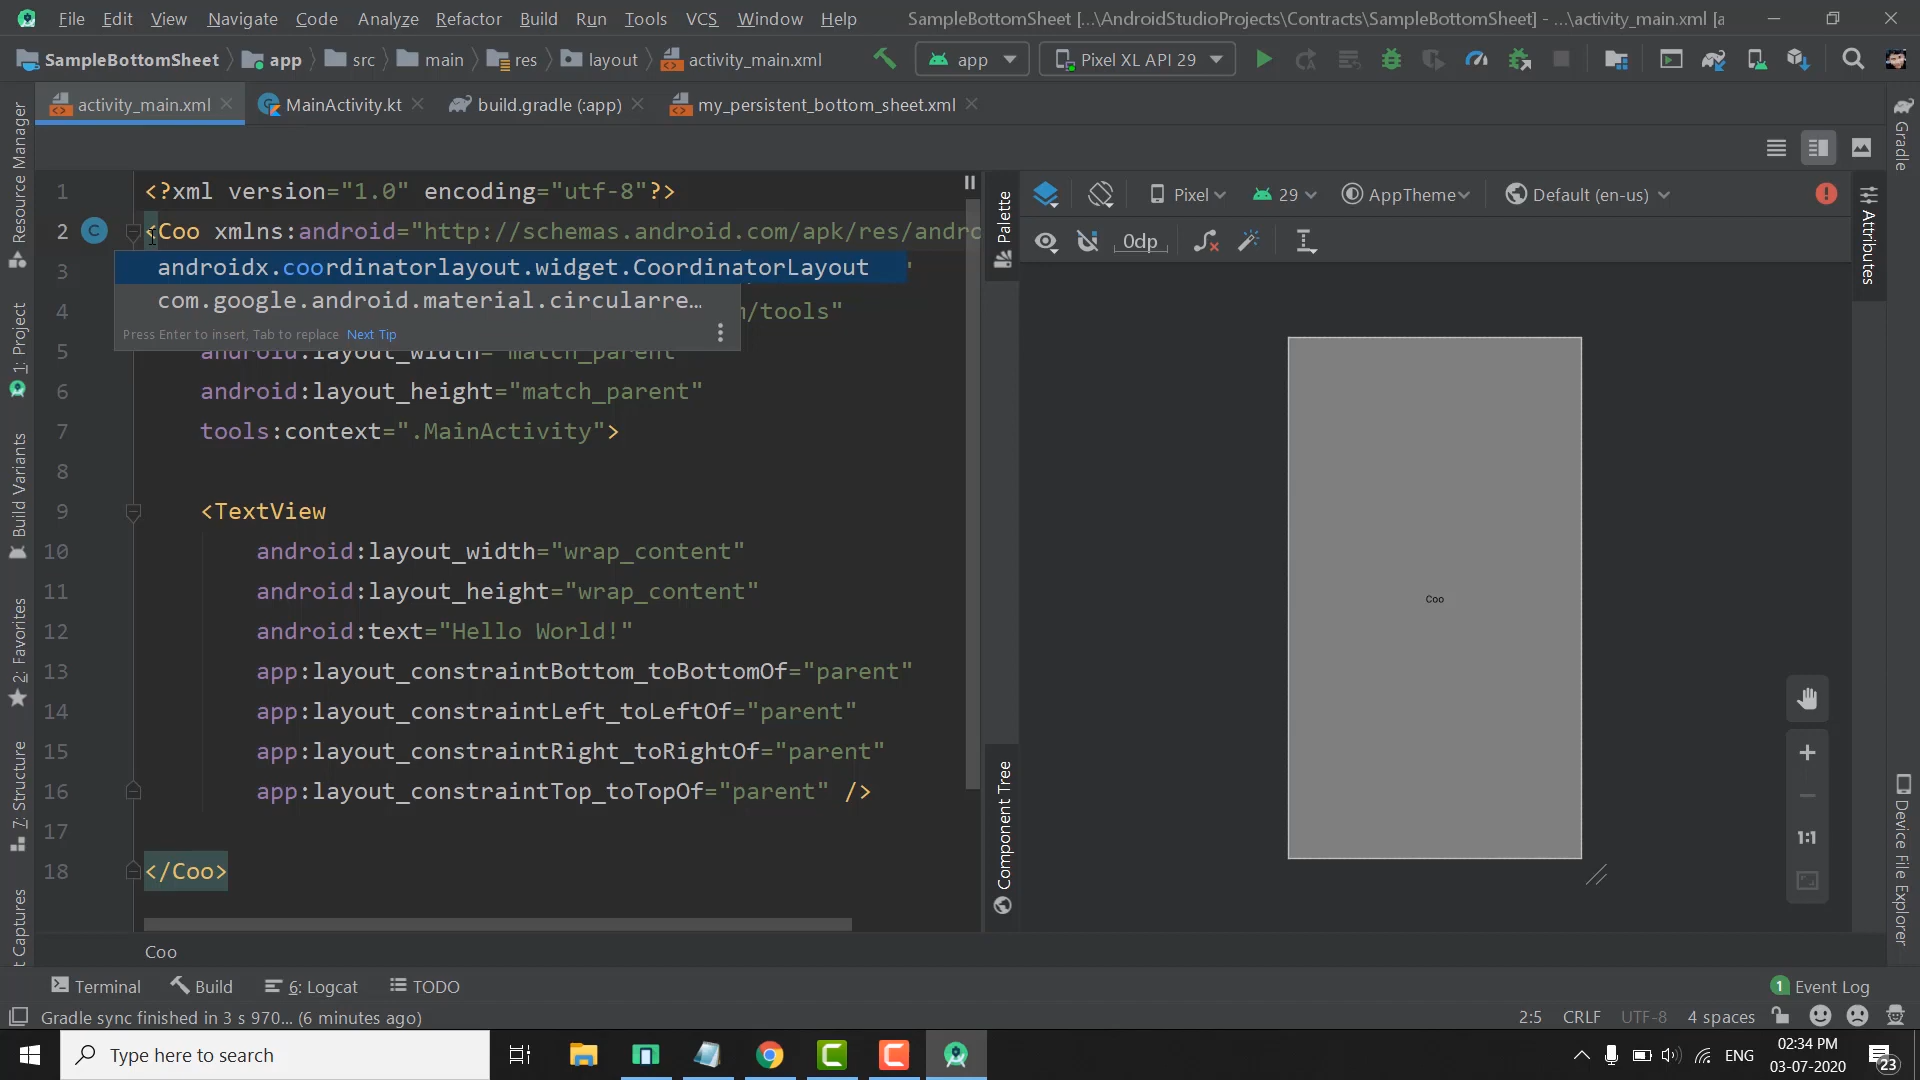 File Edit View Navigate Code Analyze Refactor Build Run Tools VCS Window Help SampleBottomSheet [...\AndroidStudioProjects\Contracts\SampleBottomSheet] - ...\activity_main.xml [a
SampleBottomSheet app src main res layout activity_main.xml app Pixel XL API 29
activity_main.xml MainActivity.kt build.gradle (:app) my_persistent_bottom_sheet.xml
Resource Manager
1: Project
Build Variants
2: Favorites
7: Structure
t Captures
1 <?xml version="1.0" encoding="utf-8"?>
2 C <Coo xmlns:android="http://schemas.android.com/apk/res/andro
3 "
androidx.coordinatorlayout.widget.CoordinatorLayout
com.google.android.material.circularre...
4 m/tools"
Press Enter to insert, Tab to replace Next Tip
5 android:layout_width="match_parent"
6 android:layout_height="match_parent"
7 tools:context=".MainActivity">
8
9 <TextView
10 android:layout_width="wrap_content"
11 android:layout_height="wrap_content"
12 android:text="Hello World!"
13 app:layout_constraintBottom_toBottomOf="parent"
14 app:layout_constraintLeft_toLeftOf="parent"
15 app:layout_constraintRight_toRightOf="parent"
16 app:layout_constraintTop_toTopOf="parent" />
17
18 </Coo>
Coo
Palette
Component Tree
Pixel 29 AppTheme Default (en-us)
0dp
Coo
1:1
Gradle
Attributes
Device File Explorer
Terminal Build 6: Logcat TODO 1 Event Log
Gradle sync finished in 3 s 970... (6 minutes ago) 2:5 CRLF UTF-8 4 spaces
Type here to search ENG 02:34 PM
03-07-2020 23